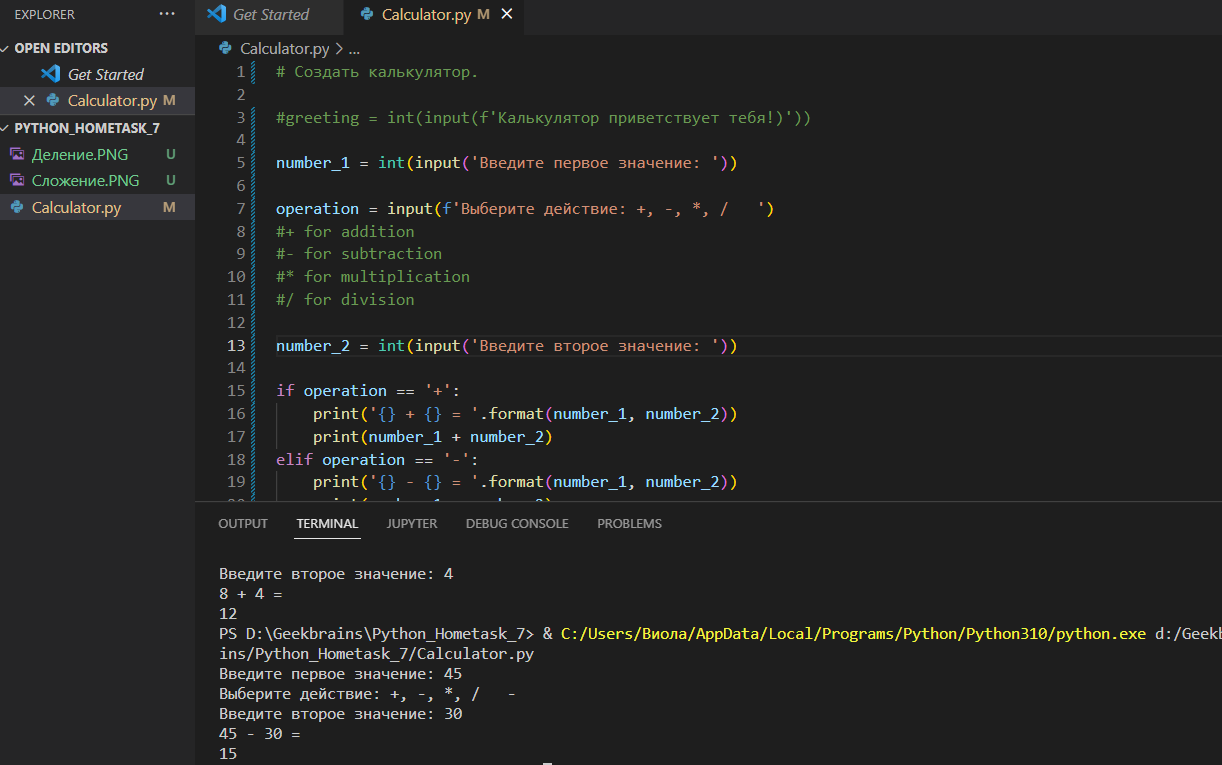 EXPLORER
OPEN EDITORS
Get Started
Calculator.py M
PYTHON_HOMETASK_7
Деление.PNG U
Сложение.PNG U
Calculator.py M
Get Started
Calculator.py M
Calculator.py > ...
1 # Создать калькулятор.
2
3 #greeting = int(input(f'Калькулятор приветствует тебя!)'))
4
5 number_1 = int(input('Введите первое значение: '))
6
7 operation = input(f'Выберите действие: +, -, *, /   ')
8 #+ for addition
9 #- for subtraction
10 #* for multiplication
11 #/ for division
12
13 number_2 = int(input('Введите второе значение: '))
14
15 if operation == '+':
16     print('{} + {} = '.format(number_1, number_2))
17     print(number_1 + number_2)
18 elif operation == '-':
19     print('{} - {} = '.format(number_1, number_2))
OUTPUT TERMINAL JUPYTER DEBUG CONSOLE PROBLEMS
Введите второе значение: 4
8 + 4 =
12
PS D:\Geekbrains\Python_Hometask_7> & C:/Users/Виола/AppData/Local/Programs/Python/Python310/python.exe d:/Geekb
ins/Python_Hometask_7/Calculator.py
Введите первое значение: 45
Выберите действие: +, -, *, /   -
Введите второе значение: 30
45 - 30 =
15